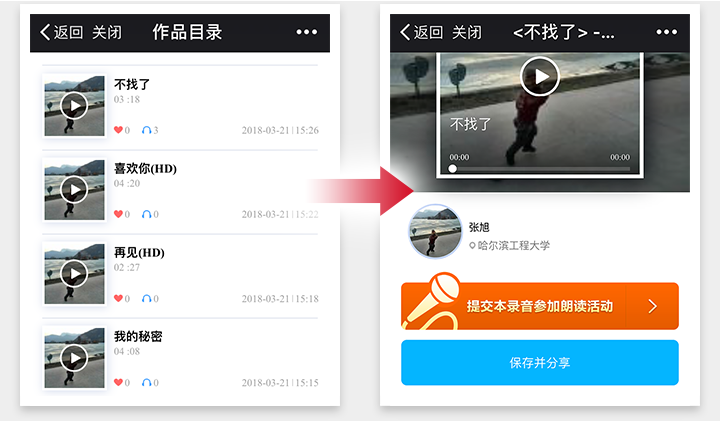 返回 关闭 作品目录
不找了
03 :18
0 3 2018-03-21 | 15:26
喜欢你(HD)
04 :20
0 0 2018-03-21 | 15:22
再见(HD)
02 :27
0 0 2018-03-21 | 15:18
我的秘密
04 :08
0 0 2018-03-21 | 15:15
返回 关闭 <不找了> -...
不找了
00:00 00:00
张旭
哈尔滨工程大学
提交本录音参加朗读活动
保存并分享